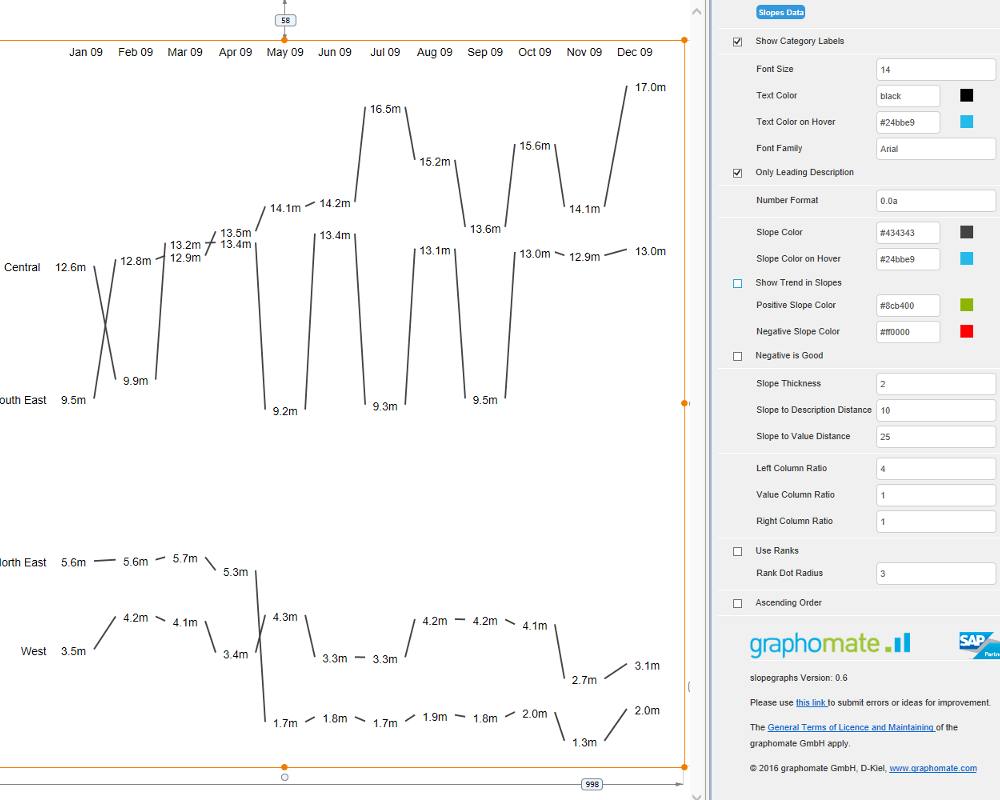 58
Jan 09 Feb 09 Mar 09 Apr 09 May 09 Jun 09 Jul 09 Aug 09 Sep 09 Oct 09 Nov 09 Dec 09
17.0m
16.5m
15.6m
15.2m
14.1m 14.2m 14.1m
13.6m
13.5m
13.2m 13.4m 13.4m
Central 12.6m 12.8m 12.9m 13.1m 13.0m 12.9m 13.0m
9.9m
outh East 9.5m 9.2m 9.3m 9.5m
North East 5.6m 5.6m 5.7m 5.3m
4.2m 4.1m 4.3m 4.2m 4.2m 4.1m
West 3.5m 3.4m 3.3m 3.3m 2.7m 3.1m
1.7m 1.8m 1.7m 1.9m 1.8m 2.0m 1.3m 2.0m
998
Slopes Data
Show Category Labels
Font Size 14
Text Color black
Text Color on Hover #24bbe9
Font Family Arial
Only Leading Description
Number Format 0.0a
Slope Color #434343
Slope Color on Hover #24bbe9
Show Trend in Slopes
Positive Slope Color #8cb400
Negative Slope Color #ff0000
Negative is Good
Slope Thickness 2
Slope to Description Distance 10
Slope to Value Distance 25
Left Column Ratio 4
Value Column Ratio 1
Right Column Ratio 1
Use Ranks
Rank Dot Radius 3
Ascending Order
graphomate
SAP
Partn
slopegraphs Version: 0.6
Please use this link to submit errors or ideas for improvement.
The General Terms of Licence and Maintaining of the
graphomate GmbH apply.
© 2016 graphomate GmbH, D-Kiel, www.graphomate.com